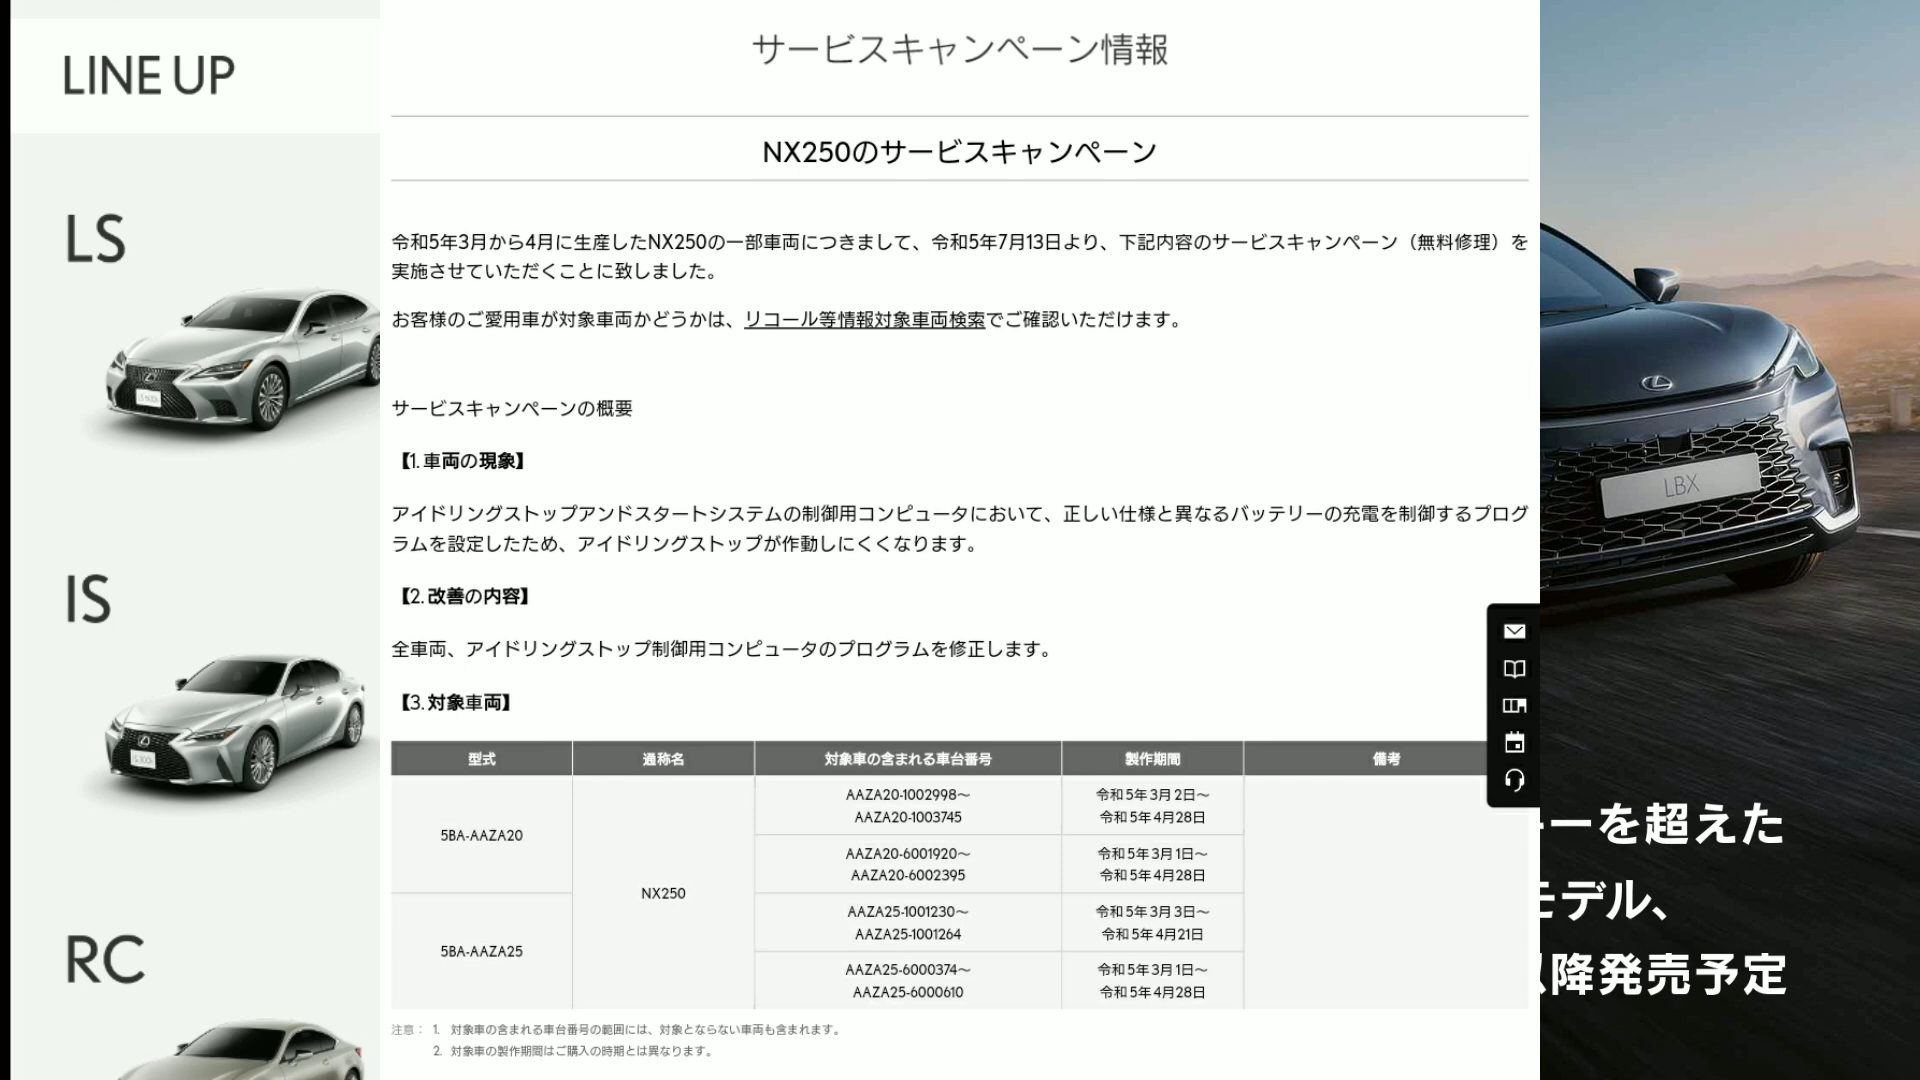 LINE UP
LS
IS
RC
サービスキャンペーン情報
NX250のサービスキャンペーン
令和5年3月から4月に生産したNX250の一部車両につきまして、令和5年7月13日より、下記内容のサービスキャンペーン（無料修理）を
実施させていただくことに致しました。
お客様のご愛用車が対象車両かどうかは、リコール等情報対象車両検索でご確認いただけます。
サービスキャンペーンの概要
【1. 車両の現象】
アイドリングストップアンドスタートシステムの制御用コンピュータにおいて、正しい仕様と異なるバッテリーの充電を制御するプログ
ラムを設定したため、アイドリングストップが作動しにくくなります。
【2. 改善の内容】
全車両、アイドリングストップ制御用コンピュータのプログラムを修正します。
【3. 対象車両】
型式 通称名 対象車の含まれる車台番号 製作期間 備考
5BA-AAZA20
NX250
AAZA20-1002998～ 令和5年3月2日～
AAZA20-1003745 令和5年4月28日
AAZA20-6001920～ 令和5年3月1日～
AAZA20-6002395 令和5年4月28日
5BA-AAZA25
AAZA25-1001230～ 令和5年3月3日～
AAZA25-1001264 令和5年4月21日
AAZA25-6000374～ 令和5年3月1日～
AAZA25-6000610 令和5年4月28日
注意： 1. 対象車の含まれる車台番号の範囲には、対象とならない車両も含まれます。
2. 対象車の製作期間はご購入の時期とは異なります。
LBX
ーを超えた
モデル、
以降発売予定